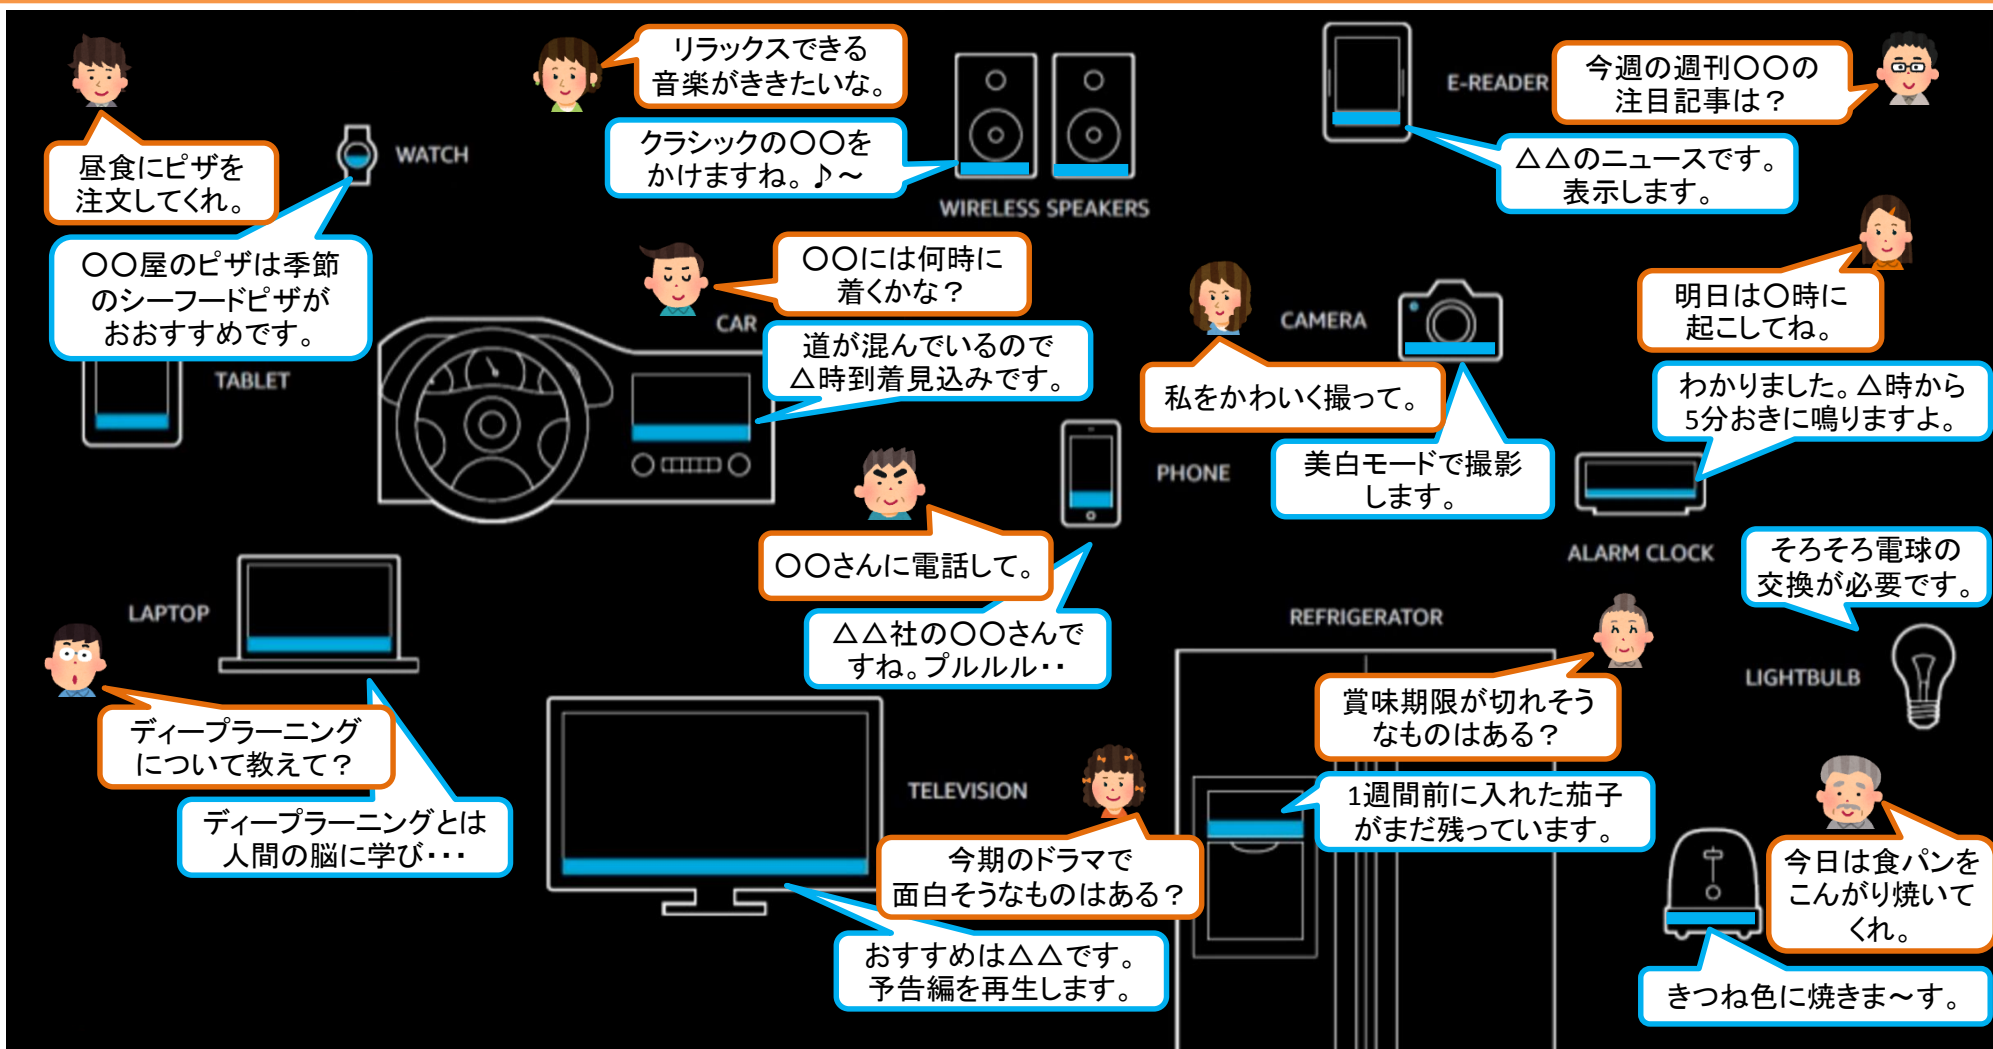 昼食にピザを
注文してくれ。
WATCH
〇〇屋のピザは季節
のシーフードピザが
おおすすめです。
TABLET
リラックスできる
音楽がききたいな。
クラシックの〇〇を
かけますね。♪～
WIRELESS SPEAKERS
E-READER
今週の週刊〇〇の
注目記事は？
△△のニュースです。
表示します。
〇〇には何時に
着くかな？
CAR
道が混んでいるので
△時到着見込みです。
CAMERA
私をかわいく撮って。
美白モードで撮影
します。
明日は〇時に
起こしてね。
わかりました。△時から
5分おきに鳴りますよ。
ALARM CLOCK
PHONE
〇〇さんに電話して。
△△社の〇〇さんで
すね。プルルル・・
LAPTOP
ディープラーニング
について教えて？
ディープラーニングとは
人間の脳に学び・・・
TELEVISION
今期のドラマで
面白そうなものはある？
おすすめは△△です。
予告編を再生します。
REFRIGERATOR
賞味期限が切れそう
なものはある？
1週間前に入れた茄子
がまだ残っています。
そろそろ電球の
交換が必要です。
LIGHTBULB
今日は食パンを
こんがり焼いて
くれ。
きつね色に焼きま～す。